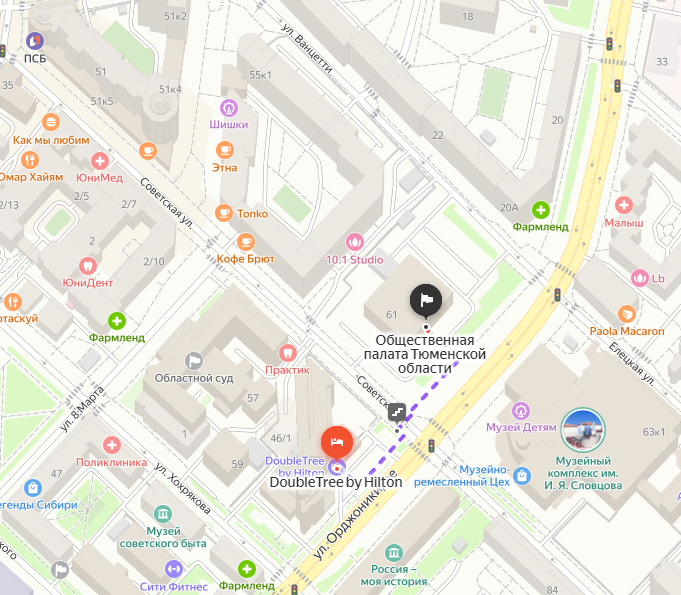 51к2
18
ул. Ванцетти
ПСБ
51
55к1
33
35
51к4
51к5
Шишки
20
22
Как мы любим
Омар Хайям
ЮниМед
Этна
Советская ул.
2/5
2/13
2/7
Tonko
20А
Фармленд
Малыш
2
Кофе Брют
10.1 Studio
2/10
ЮниДент
Lb
61
Фармленд
Paola Macaron
Общественная
палата Тюменской
области
Елецкая ул.
Практик
Областной суд
ул. 8 Марта
57
Советск
Музей Детям
63к1
1
46/1
Поликлиника
59
DoubleTree
by Hilton
DoubleTree by Hilton
Музейно-
ремесленный Цех
Музейный
комплекс им.
И. Я. Словцова
ул. Хохрякова
генды Сибири
Музей
советского быта
ул. Орджоники
е
кого
Сити Фитнес
Фармленд
Россия –
моя история
84